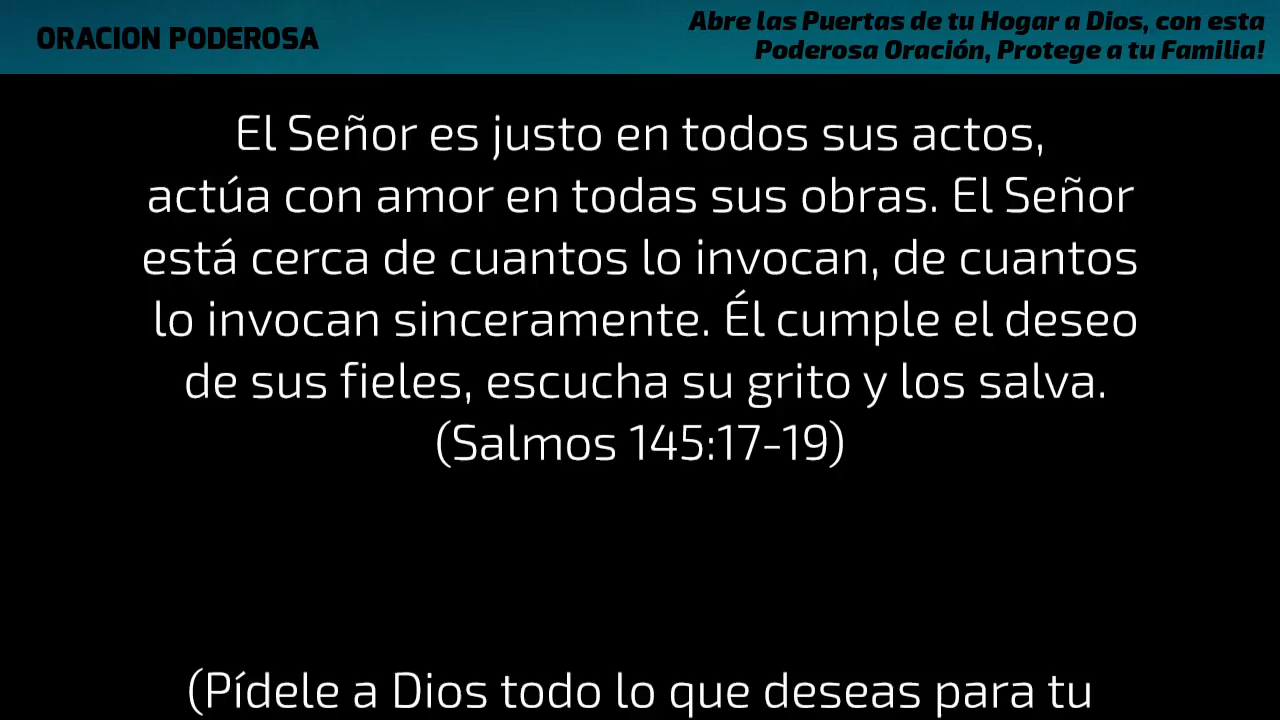 ORACION PODEROSA
Abre las Puertas de tu Hogar a Dios, con esta
Poderosa Oración, Protege a tu Familia!
El Señor es justo en todos sus actos,
actúa con amor en todas sus obras. El Señor
está cerca de cuantos lo invocan, de cuantos
lo invocan sinceramente. Él cumple el deseo
de sus fieles, escucha su grito y los salva.
(Salmos 145:17-19)
(Pídele a Dios todo lo que deseas para tu